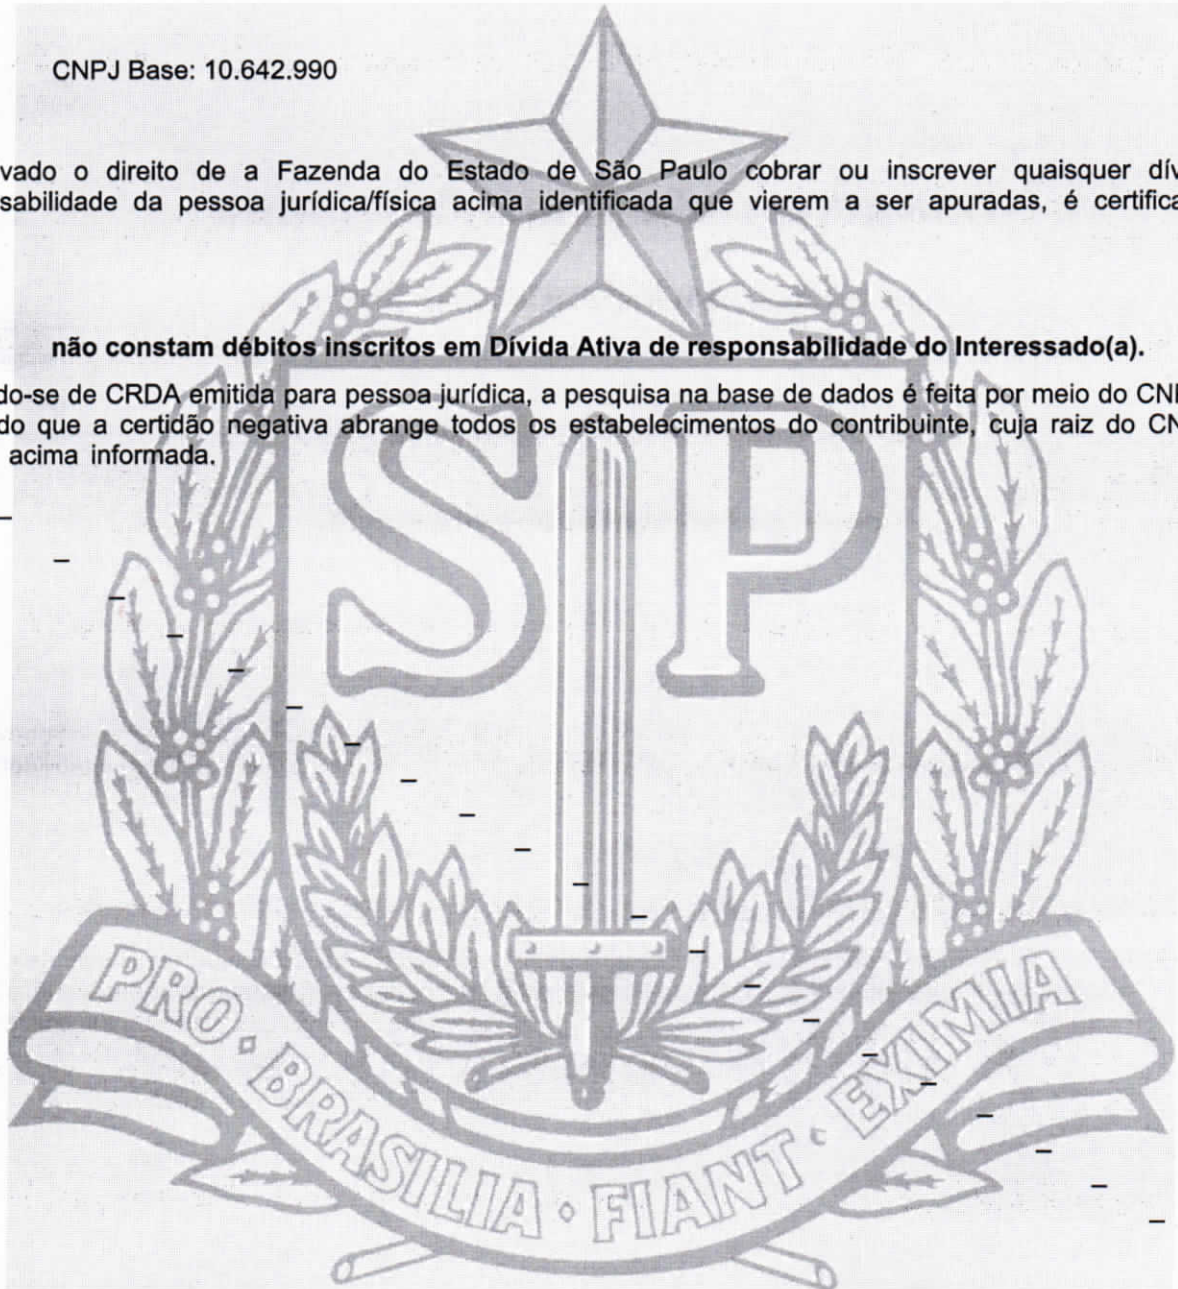 CNPJ Base: 10.642.990
vado o direito de a Fazenda do Estado de São Paulo cobrar ou inscrever quaisquer dív
sabilidade da pessoa jurídica/física acima identificada que vierem a ser apuradas, é certifica
não constam débitos inscritos em Dívida Ativa de responsabilidade do Interessado(a).
do-se de CRDA emitida para pessoa jurídica, a pesquisa na base de dados é feita por meio do CN
do que a certidão negativa abrange todos os estabelecimentos do contribuinte, cuja raiz do CN
acima informada.
SP
PRO · BRASILIA · FIANT · EXIMIA